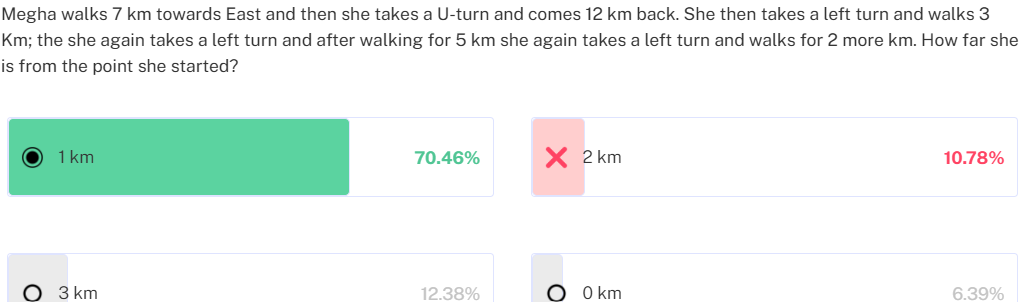 Megha walks 7 km towards East and then she takes a U-turn and comes 12 km back. She then takes a left turn and walks 3
Km; the she again takes a left turn and after walking for 5 km she again takes a left turn and walks for 2 more km. How far she
is from the point she started?
1 km 70.46%
2 km 10.78%
3 km 12.38%
0 km 6.39%